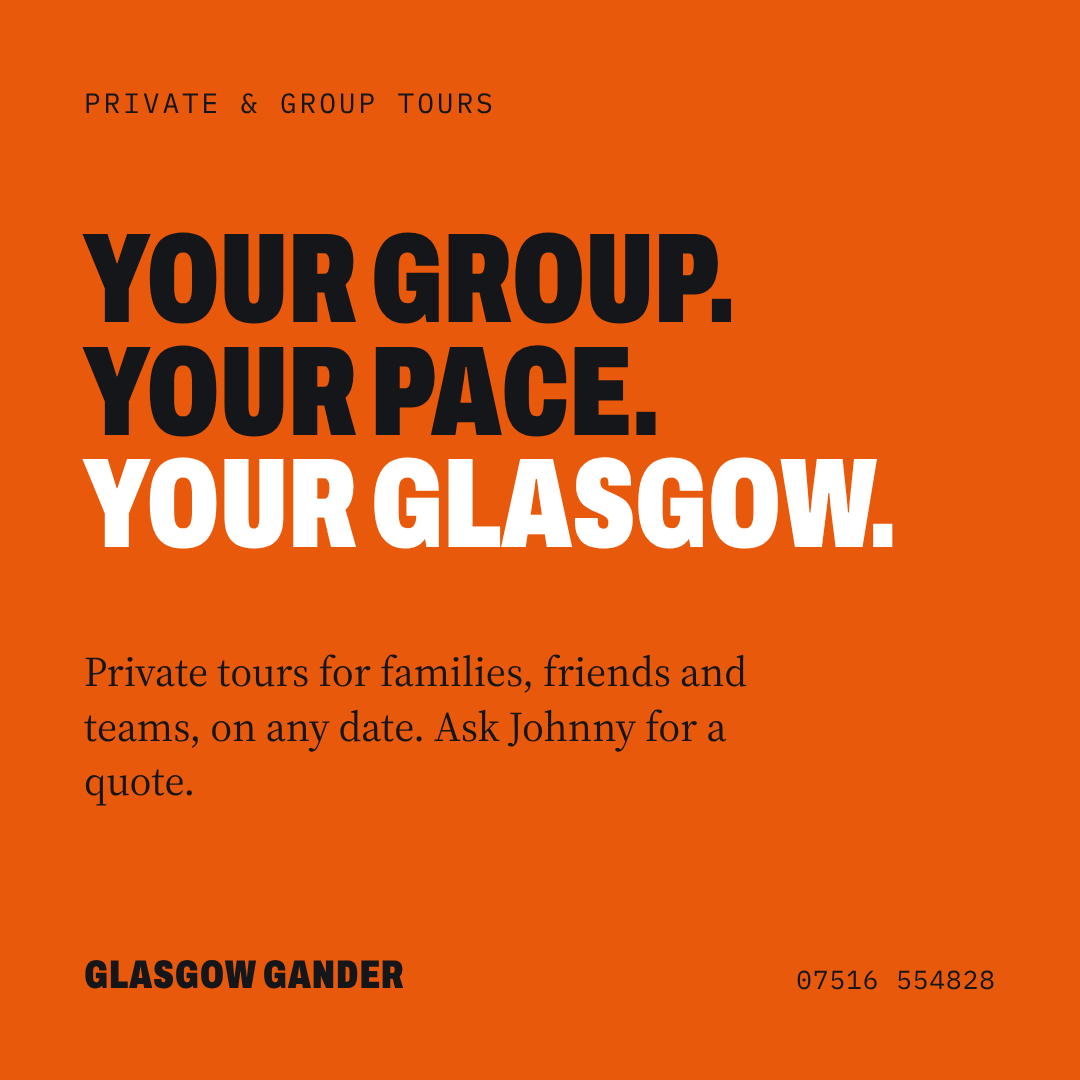 PRIVATE & GROUP TOURS
YOUR GROUP.
YOUR PACE.
YOUR GLASGOW.
Private tours for families, friends and
teams, on any date. Ask Johnny for a
quote.
GLASGOW GANDER
07516 554828